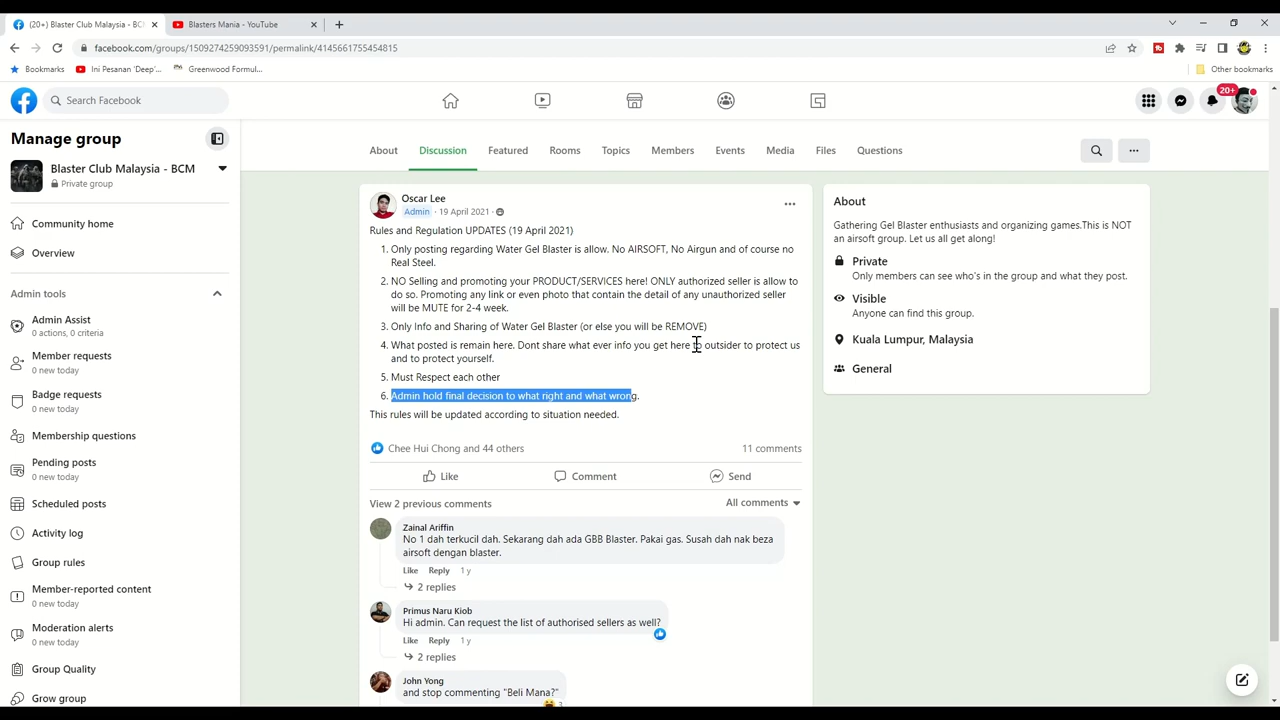 (20+) Blaster Club Malaysia - BC
Blasters Mania - YouTube
facebook.com/groups/1509274259093591/permalink/4145661755454815
Bookmarks
Ini Pesanan 'Deep'...
Greenwood Formul...
Other bookmarks
Search Facebook
20+
Manage group
Blaster Club Malaysia - BCM
Private group
Community home
Overview
Admin tools
Admin Assist
0 actions, 0 criteria
Member requests
0 new today
Badge requests
0 new today
Membership questions
Pending posts
0 new today
Scheduled posts
Activity log
Group rules
Member-reported content
0 new today
Moderation alerts
0 new today
Group Quality
Grow group
About
Discussion
Featured
Rooms
Topics
Members
Events
Media
Files
Questions
Oscar Lee
Admin · 19 April 2021 ·
Rules and Regulation UPDATES (19 April 2021)
1. Only posting regarding Water Gel Blaster is allow. No AIRSOFT, No Airgun and of course no
Real Steel.
2. NO Selling and promoting your PRODUCT/SERVICES here! ONLY authorized seller is allow to
do so. Promoting any link or even photo that contain the detail of any unauthorized seller
will be MUTE for 2-4 week.
3. Only Info and Sharing of Water Gel Blaster (or else you will be REMOVE)
4. What posted is remain here. Dont share what ever info you get here to outsider to protect us
and to protect yourself.
5. Must Respect each other
6. Admin hold final decision to what right and what wrong.
This rules will be updated according to situation needed.
Chee Hui Chong and 44 others
11 comments
Like
Comment
Send
View 2 previous comments
All comments
Zainal Ariffin
No 1 dah terkucil dah. Sekarang dah ada GBB Blaster. Pakai gas. Susah dah nak beza
airsoft dengan blaster.
Like Reply 1 y
2 replies
Primus Naru Kiob
Hi admin. Can request the list of authorised sellers as well?
Like Reply 1 y
2 replies
John Yong
and stop commenting "Beli Mana?"
3
About
Gathering Gel Blaster enthusiasts and organizing games.This is NOT
an airsoft group. Let us all get along!
Private
Only members can see who's in the group and what they post.
Visible
Anyone can find this group.
Kuala Lumpur, Malaysia
General